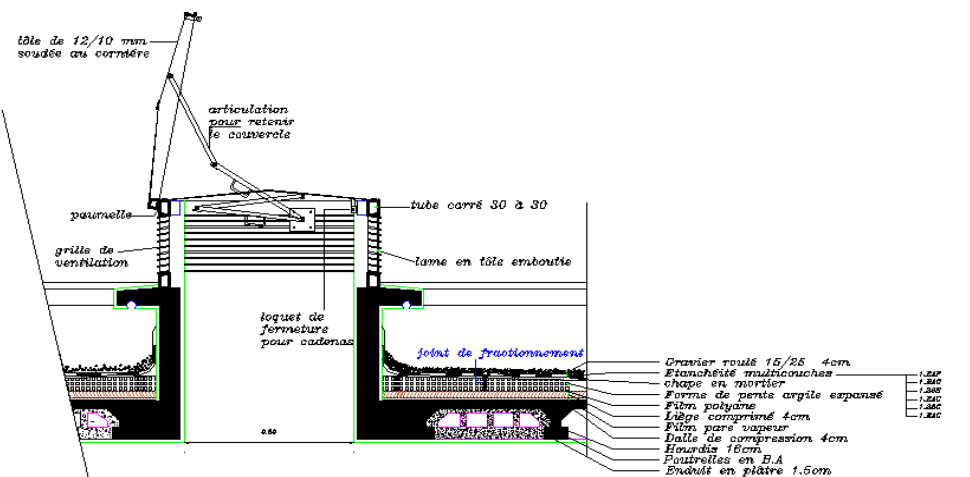 tôle de 12/10 mm
soudée au cornière
articulation
pour retenir
le couvercle
paumelle
tube carré 30 à 30
grille de
ventilation
lame en tôle emboutie
loquet de
fermeture
pour cadenas
joint de fractionnement
Gravier roulé 15/25 4cm
Etanchéité multicouches
chape en mortier
Forme de pente argile expansé
Film polyane
Liège comprimé 4cm
Film pare vapeur
Dalle de compression 4cm
Hourdis 16cm
Poutrelles en B.A
Enduit en plâtre 1.5cm
0.80